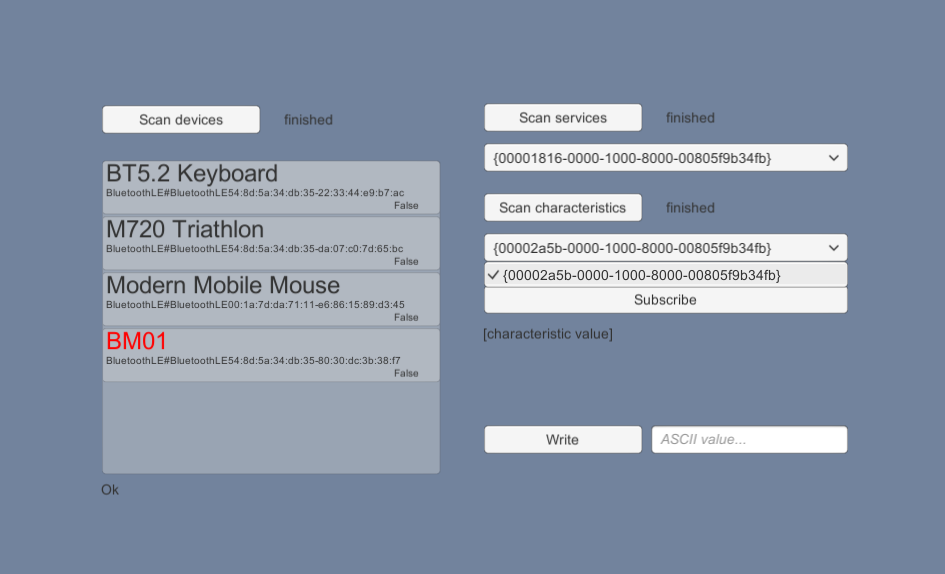 Scan devices
finished
BT5.2 Keyboard
BluetoothLE#BluetoothLE54:8d:5a:34:db:35-22:33:44:e9:b7:ac
False
M720 Triathlon
BluetoothLE#BluetoothLE54:8d:5a:34:db:35-da:07:c0:7d:65:bc
False
Modern Mobile Mouse
BluetoothLE#BluetoothLE00:1a:7d:da:71:11-e6:86:15:89:d3:45
False
BM01
BluetoothLE#BluetoothLE54:8d:5a:34:db:35-80:30:dc:3b:38:f7
False
Ok
Scan services
finished
{00001816-0000-1000-8000-00805f9b34fb}
Scan characteristics
finished
{00002a5b-0000-1000-8000-00805f9b34fb}
{00002a5b-0000-1000-8000-00805f9b34fb}
Subscribe
[characteristic value]
Write
ASCII value...